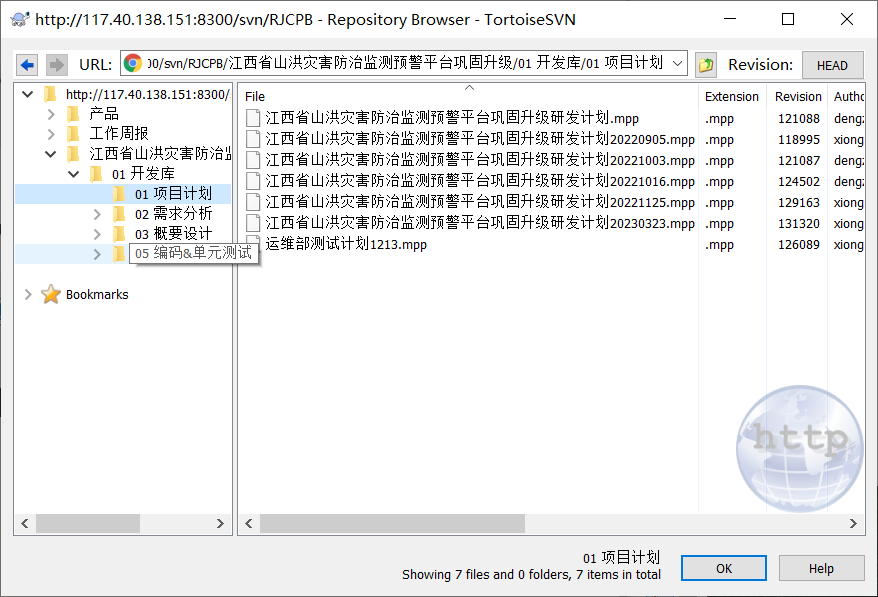 http://117.40.138.151:8300/svn/RJCPB - Repository Browser - TortoiseSVN
URL:
00/svn/RJCPB/江西省山洪灾害防治监测预警平台巩固升级/01 开发库/01 项目计划
Revision:
HEAD
http://117.40.138.151:8300/
产品
工作周报
江西省山洪灾害防治监
01 开发库
01 项目计划
02 需求分析
03 概要设计
05 编码&单元测试
Bookmarks
File Extension Revision Autho
江西省山洪灾害防治监测预警平台巩固升级研发计划.mpp .mpp 121088 deng
江西省山洪灾害防治监测预警平台巩固升级研发计划20220905.mpp .mpp 118995 xiong
江西省山洪灾害防治监测预警平台巩固升级研发计划20221003.mpp .mpp 121087 deng
江西省山洪灾害防治监测预警平台巩固升级研发计划20221016.mpp .mpp 124502 deng
江西省山洪灾害防治监测预警平台巩固升级研发计划20221125.mpp .mpp 129163 xiong
江西省山洪灾害防治监测预警平台巩固升级研发计划20230323.mpp .mpp 131320 xiong
运维部测试计划1213.mpp .mpp 126089 xiong
http
01 项目计划
Showing 7 files and 0 folders, 7 items in total
OK
Help